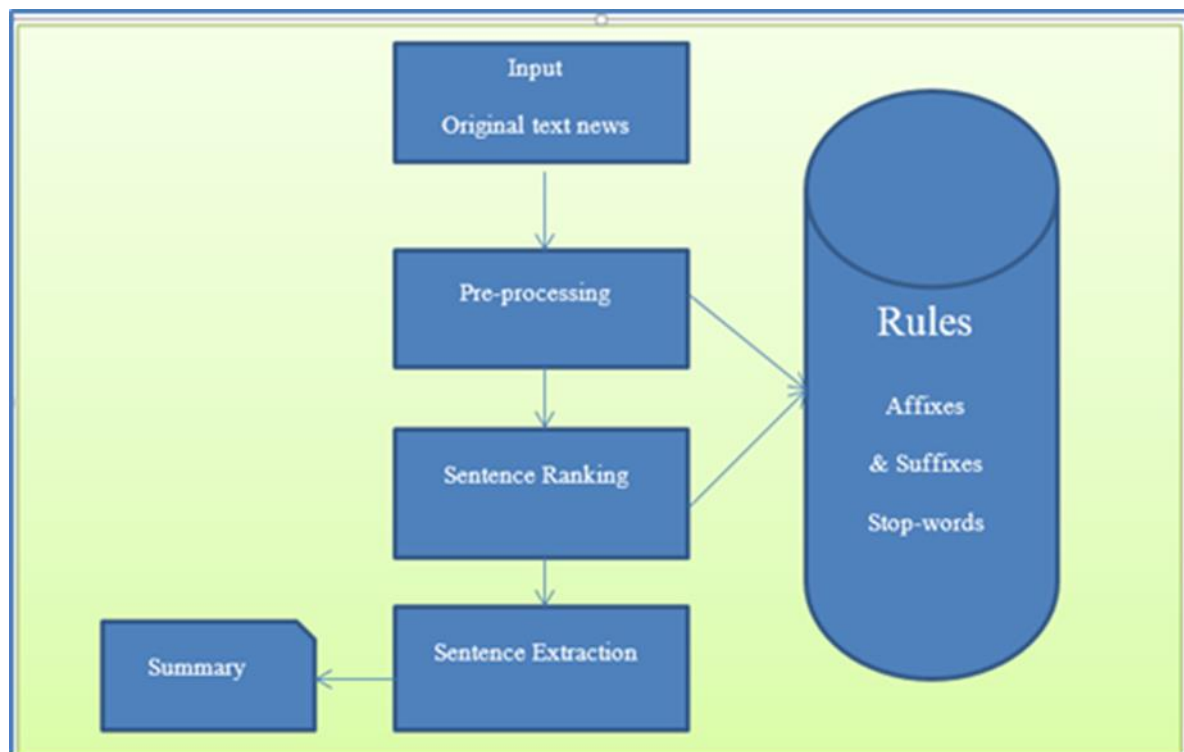 Input
Original text news
Pre-processing
Sentence Ranking
Sentence Extraction
Summary
Rules
Affixes
& Suffixes
Stop-words